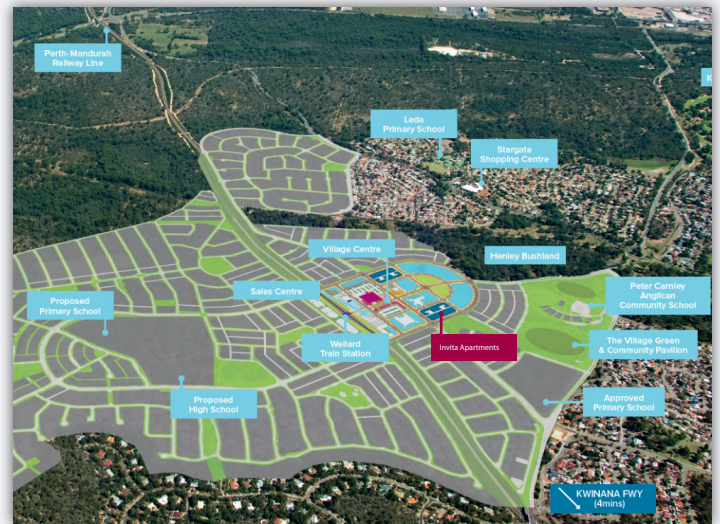 Perth-Mandurah
Railway Line
K
Leda
Primary School
Stargate
Shopping Centre
Village Centre
Henley Bushland
Sales Centre
Peter Carnley
Anglican
Community School
Proposed
Primary School
Wellard
Train Station
Invita Apartments
The Village Green
& Community Pavilion
Proposed
High School
Approved
Primary School
KWINANA FWY
(4mins)